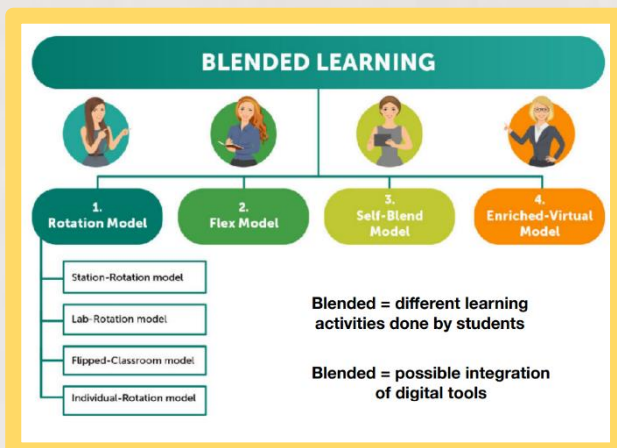 BLENDED LEARNING
1.
Rotation Model
2.
Flex Model
3.
Self-Blend
Model
4.
Enriched-Virtual
Model
Station-Rotation model
Lab-Rotation model
Flipped-Classroom model
Individual-Rotation model
Blended = different learning
activities done by students
Blended = possible integration
of digital tools